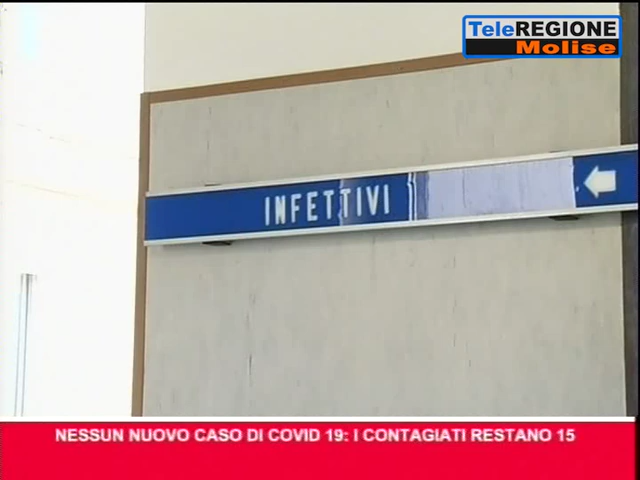 TeleREGIONE
Molise
INFETTIVI
NESSUN NUOVO CASO DI COVID 19: I CONTAGIATI RESTANO 15